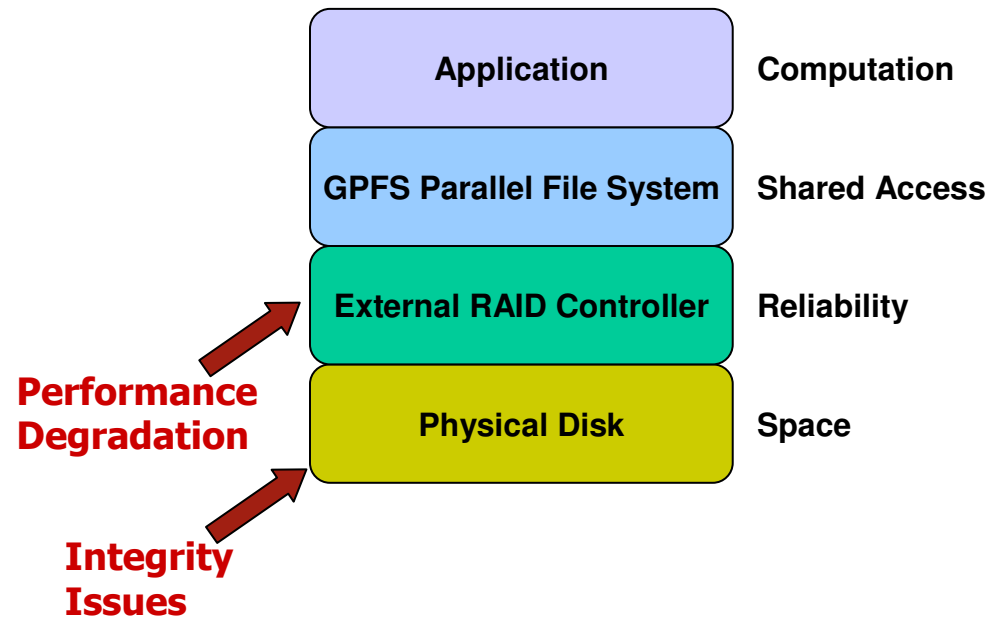 Application
Computation
GPFS Parallel File System
Shared Access
External RAID Controller
Reliability
Performance
Degradation
Physical Disk
Space
Integrity
Issues